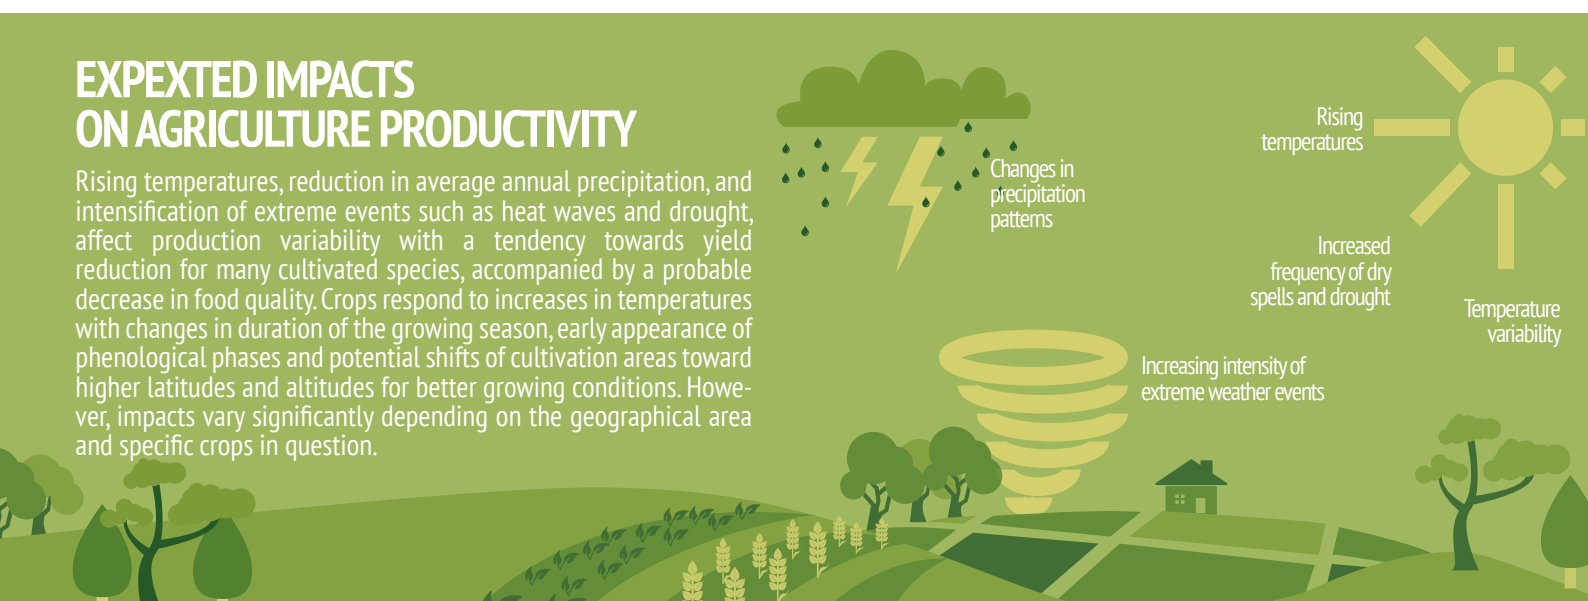 EXPEXTED IMPACTS
ON AGRICULTURE PRODUCTIVITY
Rising temperatures, reduction in average annual precipitation, and
intensification of extreme events such as heat waves and drought,
affect production variability with a tendency towards yield
reduction for many cultivated species, accompanied by a probable
decrease in food quality. Crops respond to increases in temperatures
with changes in duration of the growing season, early appearance of
phenological phases and potential shifts of cultivation areas toward
higher latitudes and altitudes for better growing conditions. Howe-
ver, impacts vary significantly depending on the geographical area
and specific crops in question.
Changes in
precipitation
patterns
Rising
temperatures
Increased
frequency of dry
spells and drought
Temperature
variability
Increasing intensity of
extreme weather events